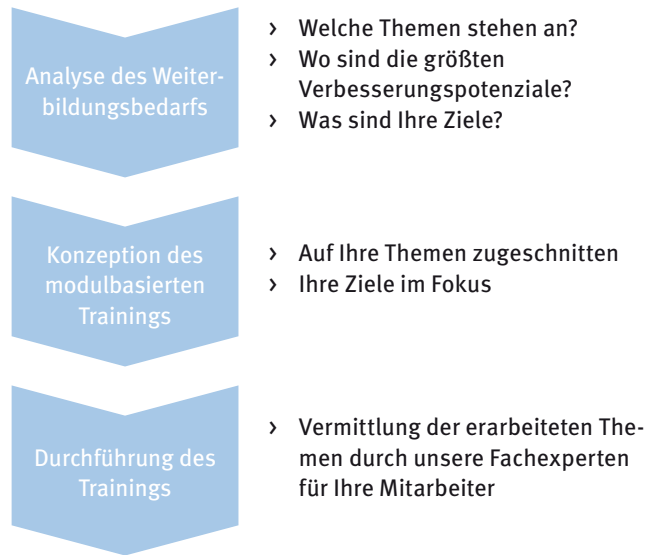 Analyse des Weiter-
bildungsbedarfs
› Welche Themen stehen an?
› Wo sind die größten
Verbesserungspotenziale?
› Was sind Ihre Ziele?
Konzeption des
modulbasierten
Trainings
› Auf Ihre Themen zugeschnitten
› Ihre Ziele im Fokus
Durchführung des
Trainings
› Vermittlung der erarbeiteten The-
men durch unsere Fachexperten
für Ihre Mitarbeiter